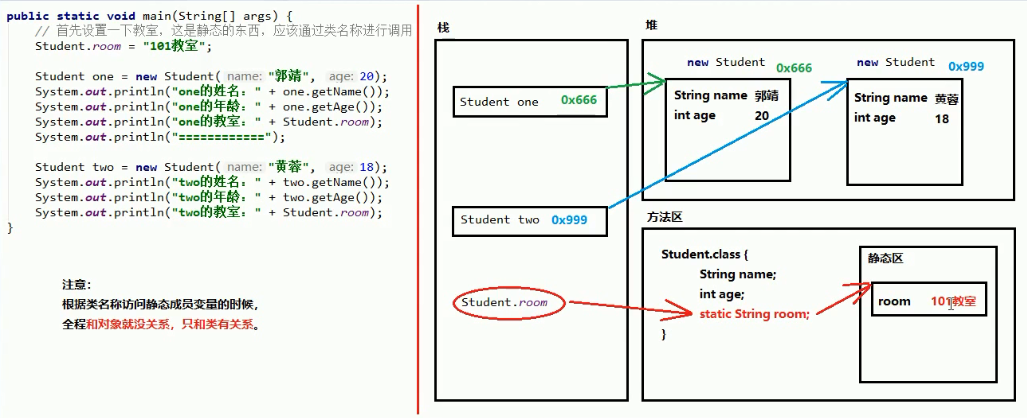 public static void main(String[] args) {
// 首先设置一下教室，这是静态的东西，应该通过类名称进行调用
Student.room = "101教室";
Student one = new Student( name: "郭靖", age: 20);
System.out.println("one的姓名：" + one.getName());
System.out.println("one的年龄：" + one.getAge());
System.out.println("one的教室：" + Student.room);
System.out.println("============");
Student two = new Student( name: "黄蓉", age: 18);
System.out.println("two的姓名：" + two.getName());
System.out.println("two的年龄：" + two.getAge());
System.out.println("two的教室：" + Student.room);
}
注意：
根据类名称访问静态成员变量的时候，
全程和对象就没关系，只和类有关系。
栈
Student one 0x666
Student two 0x999
Student.room
堆
new Student 0x666
String name 郭靖
int age 20
new Student 0x999
String name 黄蓉
int age 18
方法区
Student.class {
String name;
int age;
static String room;
}
静态区
room 101教室